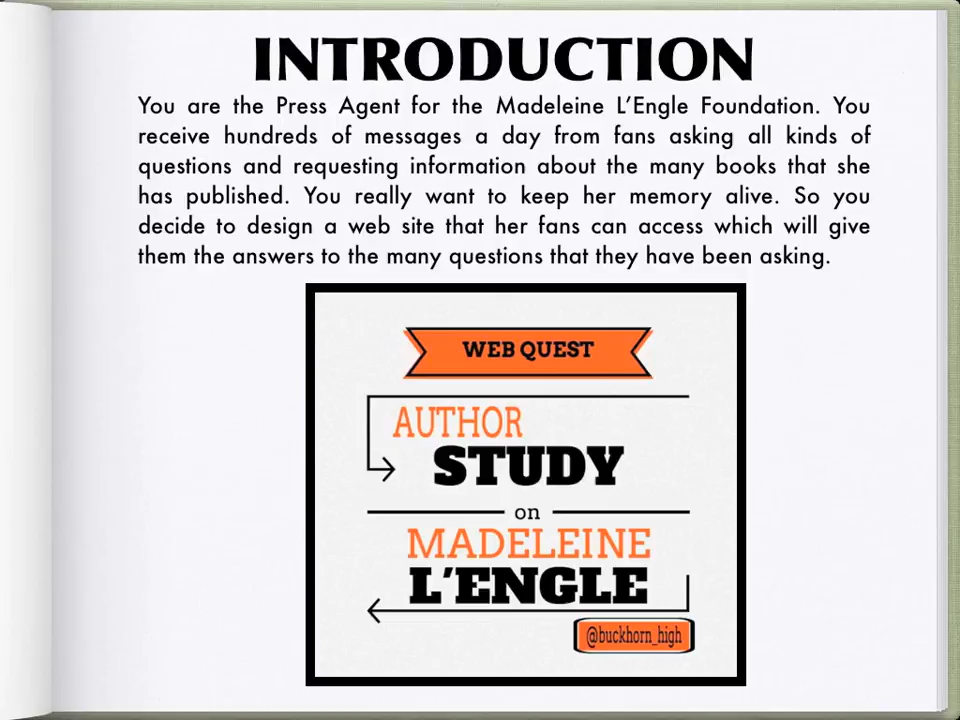 INTRODUCTION
You are the Press Agent for the Madeleine L’Engle Foundation. You
receive hundreds of messages a day from fans asking all kinds of
questions and requesting information about the many books that she
has published. You really want to keep her memory alive. So you
decide to design a web site that her fans can access which will give
them the answers to the many questions that they have been asking.
WEB QUEST
AUTHOR
STUDY
on
MADELEINE
L’ENGLE
@buckhorn_high